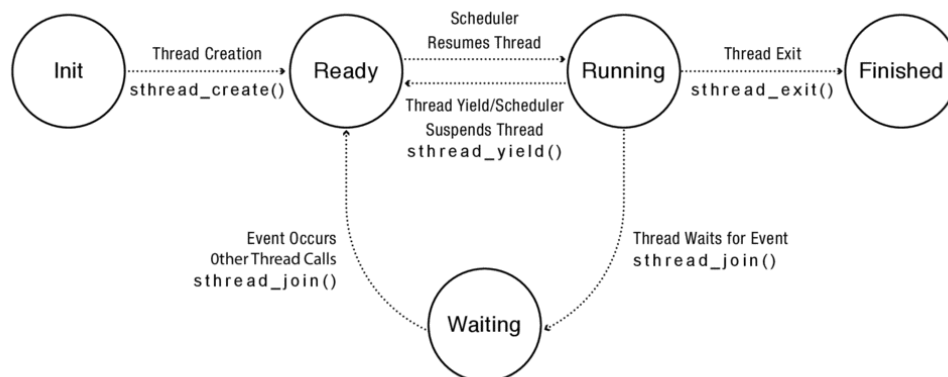 Init
Thread Creation
sthread_create()
Ready
Scheduler
Resumes Thread
Thread Yield/Scheduler
Suspends Thread
sthread_yield()
Running
Thread Exit
sthread_exit()
Finished
Event Occurs
Other Thread Calls
sthread_join()
Thread Waits for Event
sthread_join()
Waiting